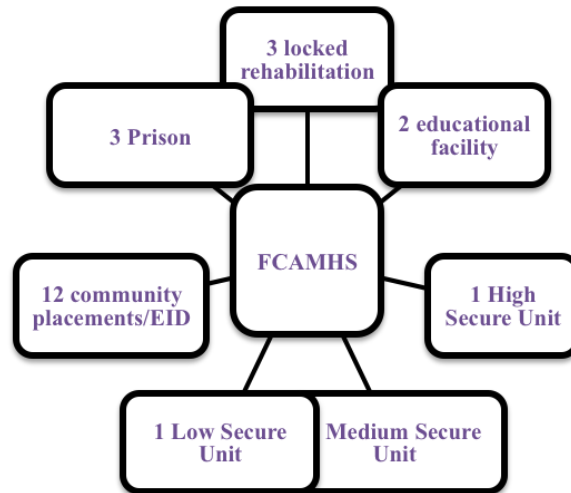 3 locked
rehabilitation
3 Prison
2 educational
facility
FCAMHS
12 community
placements/EID
1 High
Secure Unit
1 Low Secure
Unit
Medium Secure
Unit